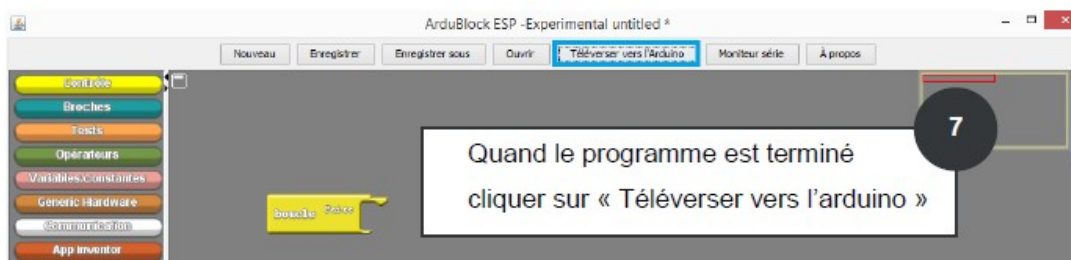 ArduBlock ESP -Experimental untitled *
Nouveau Enregistrer Enregistrer sous Ouvrir Téléverser vers l'Arduino Moniteur série À propos
Contrôle
Broches
Tests
Opérateurs
Variables/Constantes
Generic Hardware
Communication
App Inventor
boucle Faire
7
Quand le programme est terminé
cliquer sur « Téléverser vers l'arduino »